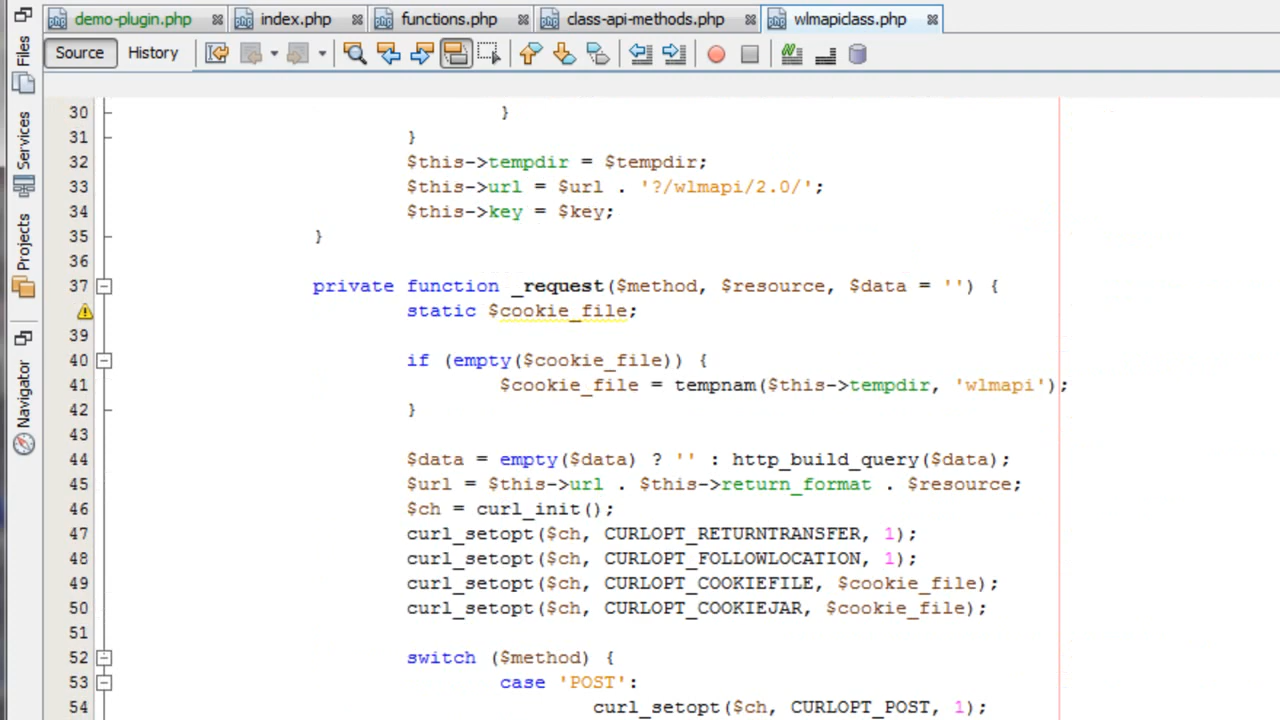 demo-plugin.php index.php functions.php class-api-methods.php wlmapiclass.php
Source History
Files
Services
Projects
Navigator
30 }
31 }
32 $this->tempdir = $tempdir;
33 $this->url = $url . '?/wlmapi/2.0/';
34 $this->key = $key;
35 }
36
37 private function _request($method, $resource, $data = '') {
static $cookie_file;
39
40 if (empty($cookie_file)) {
41 $cookie_file = tempnam($this->tempdir, 'wlmapi');
42 }
43
44 $data = empty($data) ? '' : http_build_query($data);
45 $url = $this->url . $this->return_format . $resource;
46 $ch = curl_init();
47 curl_setopt($ch, CURLOPT_RETURNTRANSFER, 1);
48 curl_setopt($ch, CURLOPT_FOLLOWLOCATION, 1);
49 curl_setopt($ch, CURLOPT_COOKIEFILE, $cookie_file);
50 curl_setopt($ch, CURLOPT_COOKIEJAR, $cookie_file);
51
52 switch ($method) {
53 case 'POST':
54 curl_setopt($ch, CURLOPT_POST, 1);